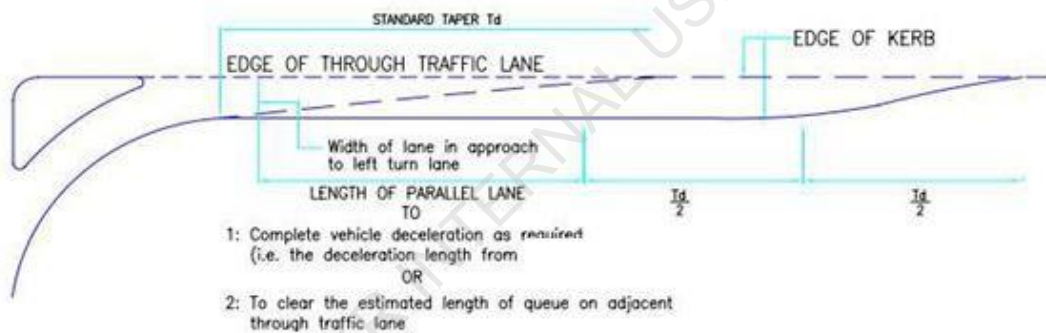 STANDARD TAPER Td
EDGE OF KERB
EDGE OF THROUGH TRAFFIC LANE
Width of lane in approach
to left turn lane
LENGTH OF PARALLEL LANE
Td
2
Td
2
TO
1: Complete vehicle deceleration as required
(i.e. the deceleration length from
OR
2: To clear the estimated length of queue on adjacent
through traffic lane
INTERNAL US